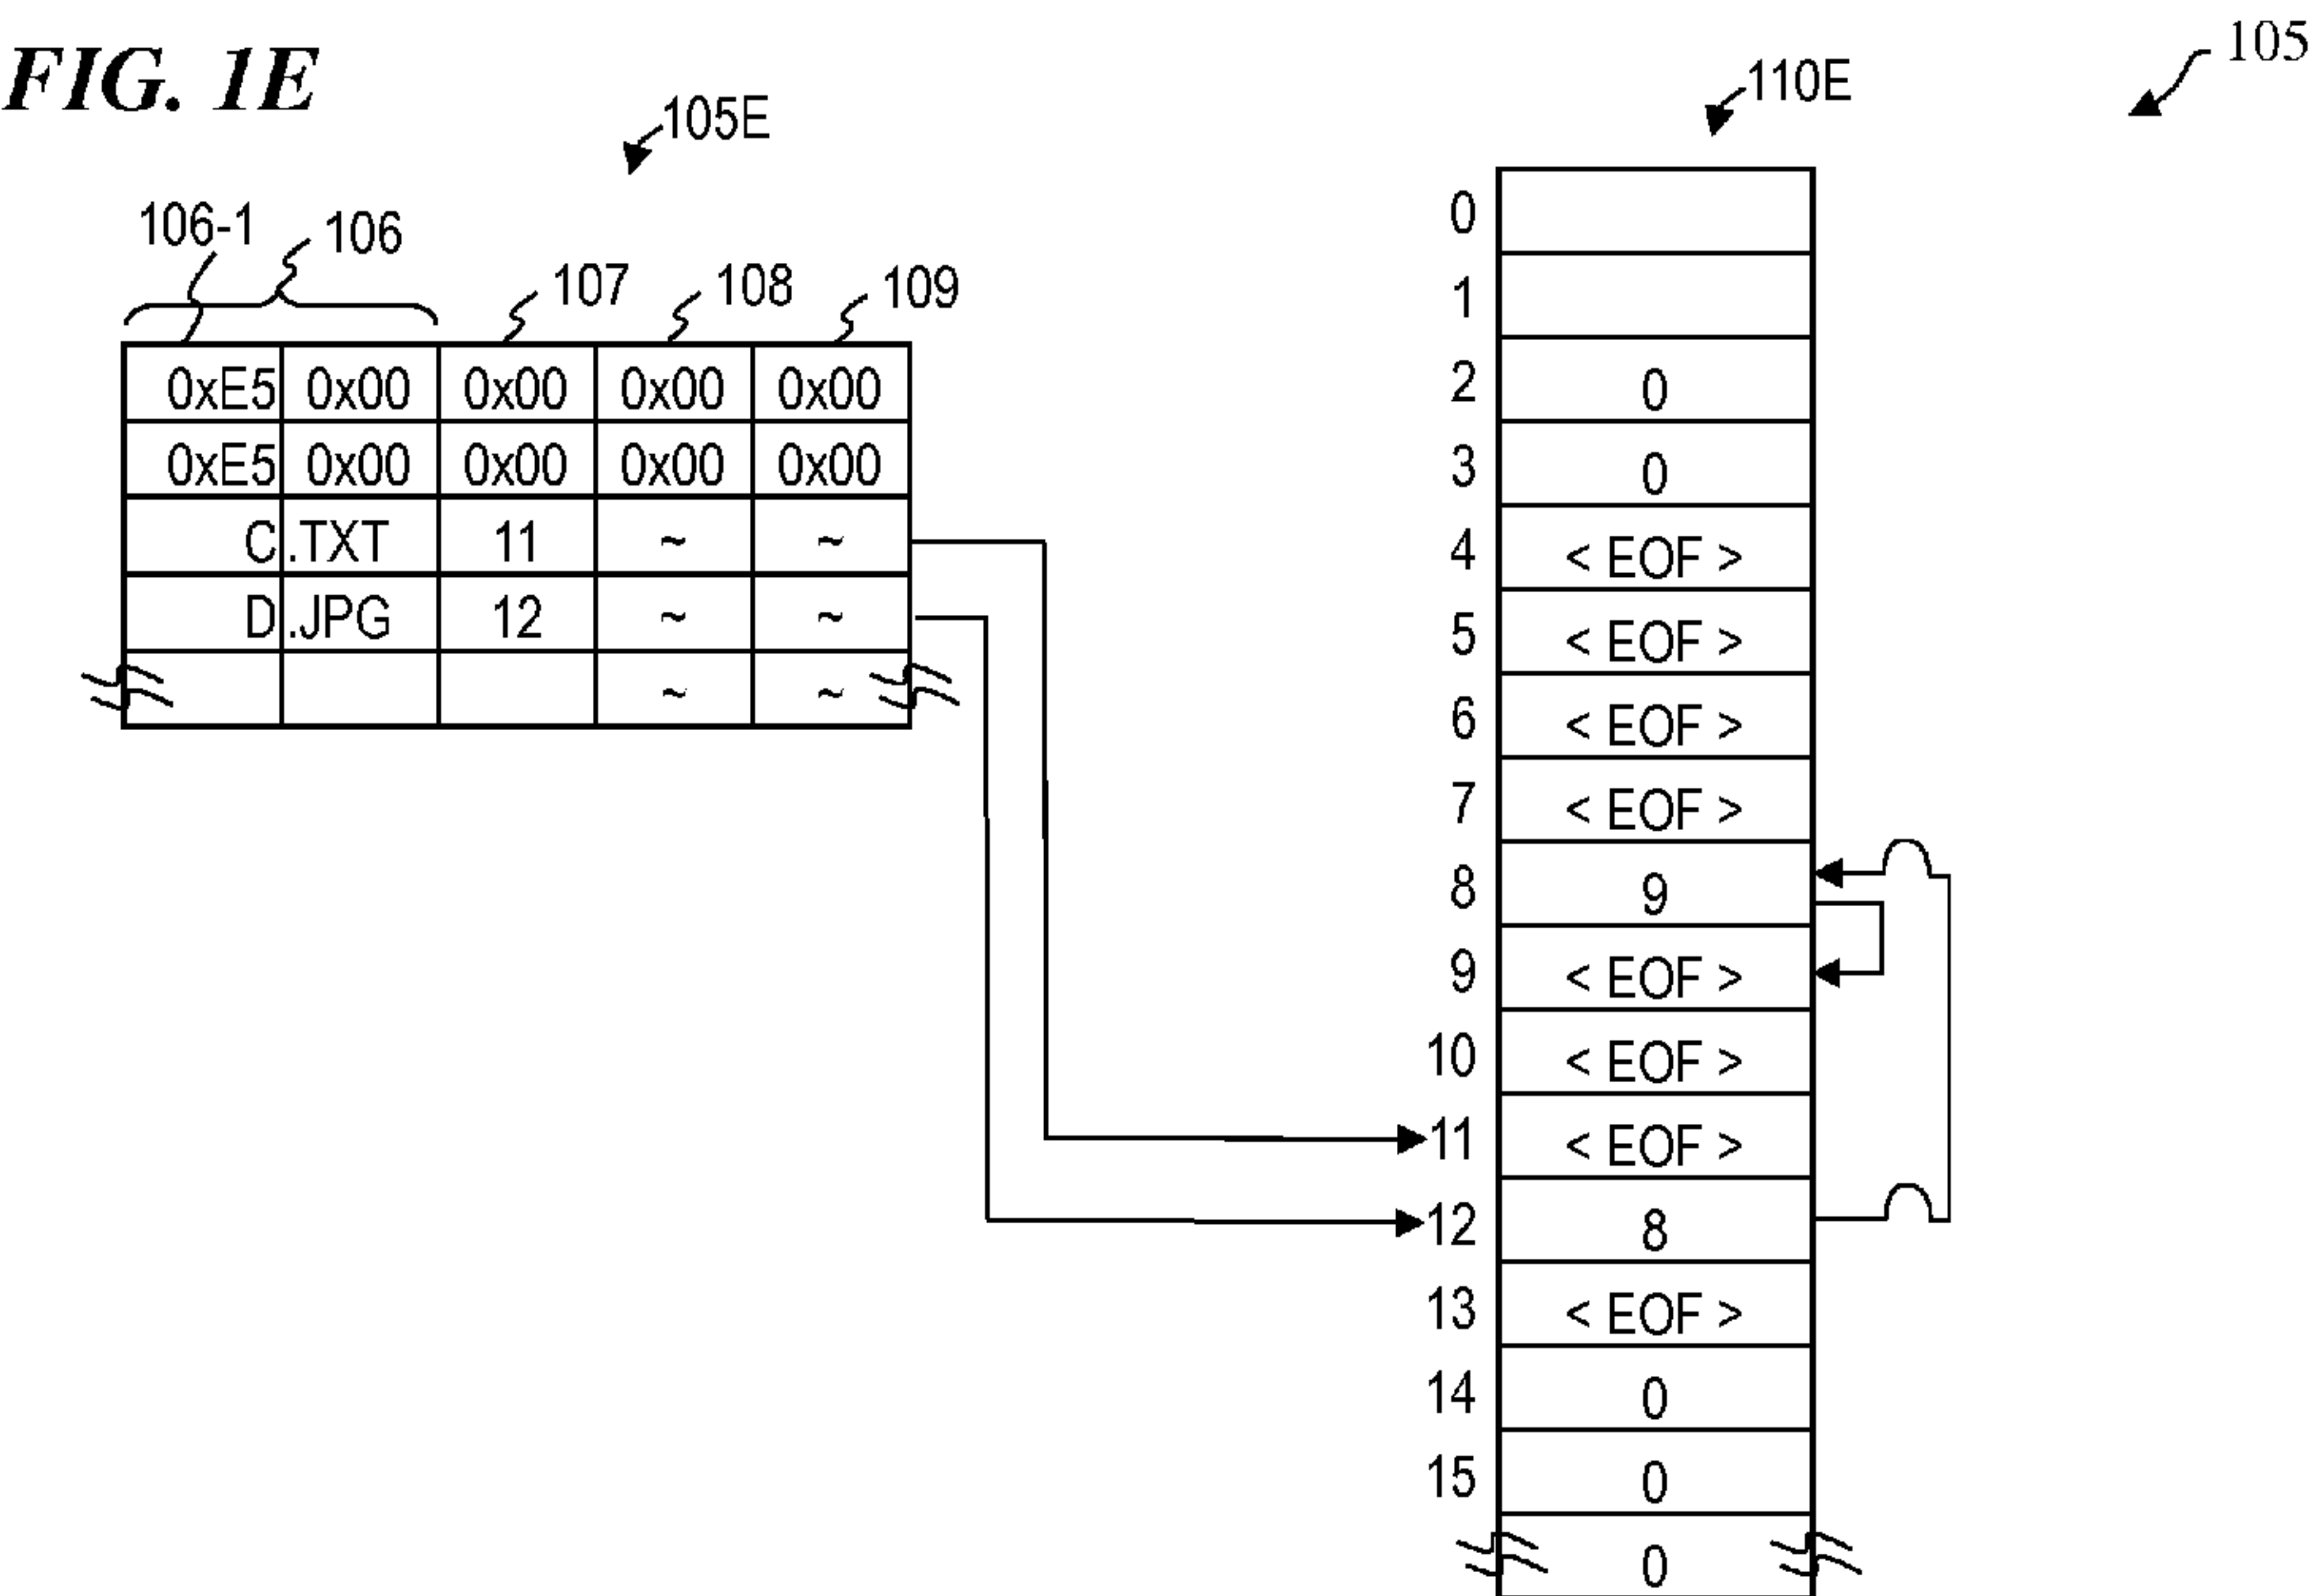 FIG. 1E
105
110E
105E
106-1 106
107 108 109
0xE5 0x00 0x00 0x00 0x00
0xE5 0x00 0x00 0x00 0x00
C .TXT 11 ~ ~
D .JPG 12 ~ ~
~ ~
0
1
2 0
3 0
4 < EOF >
5 < EOF >
6 < EOF >
7 < EOF >
8 9
9 < EOF >
10 < EOF >
11 < EOF >
12 8
13 < EOF >
14 0
15 0
0